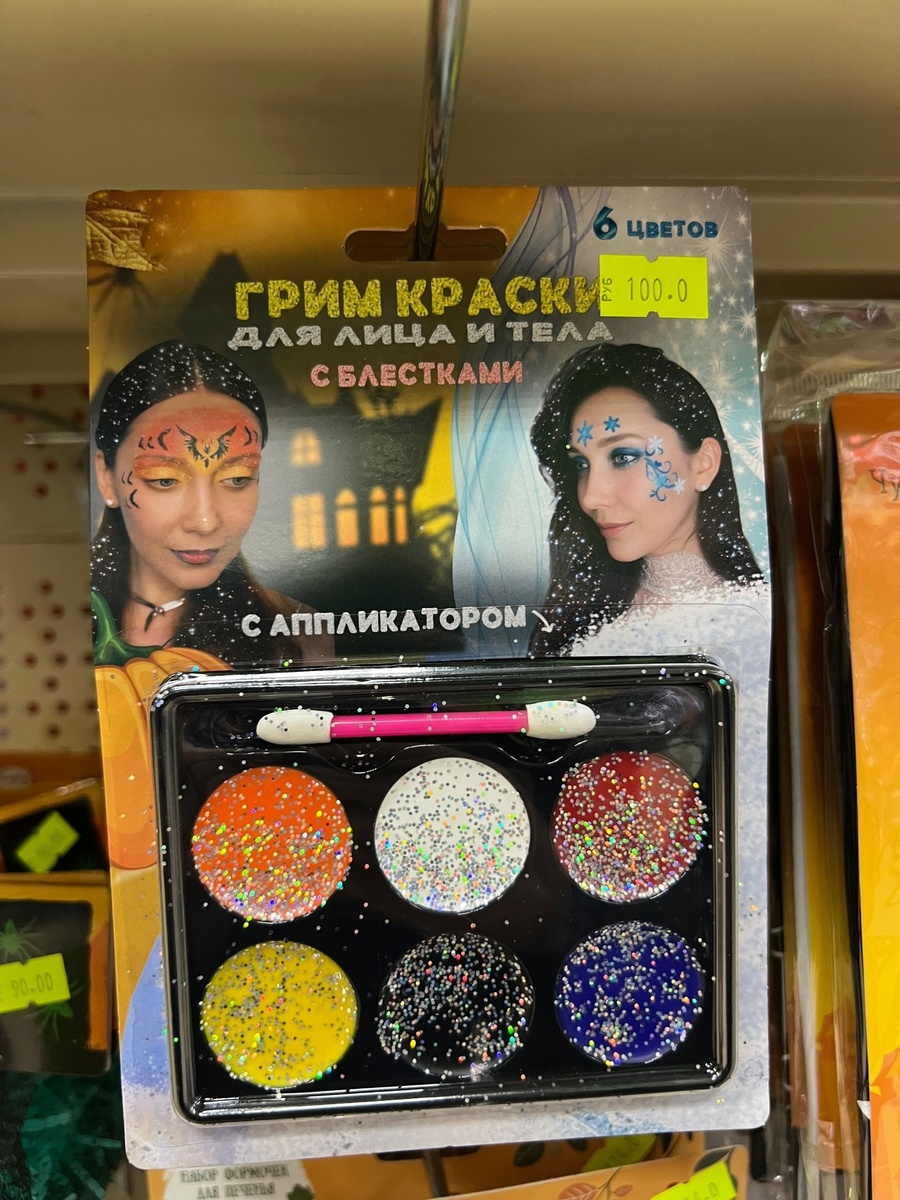 6 ЦВЕТОВ
ГРИМ КРАСКИ
РУБ 100.0
ДЛЯ ЛИЦА И ТЕЛА
С БЛЕСТКАМИ
С АППЛИКАТОРОМ
90.00
НАБОР ФОРМОЧЕК
ДЛЯ ПЕЧЕНЬЯ